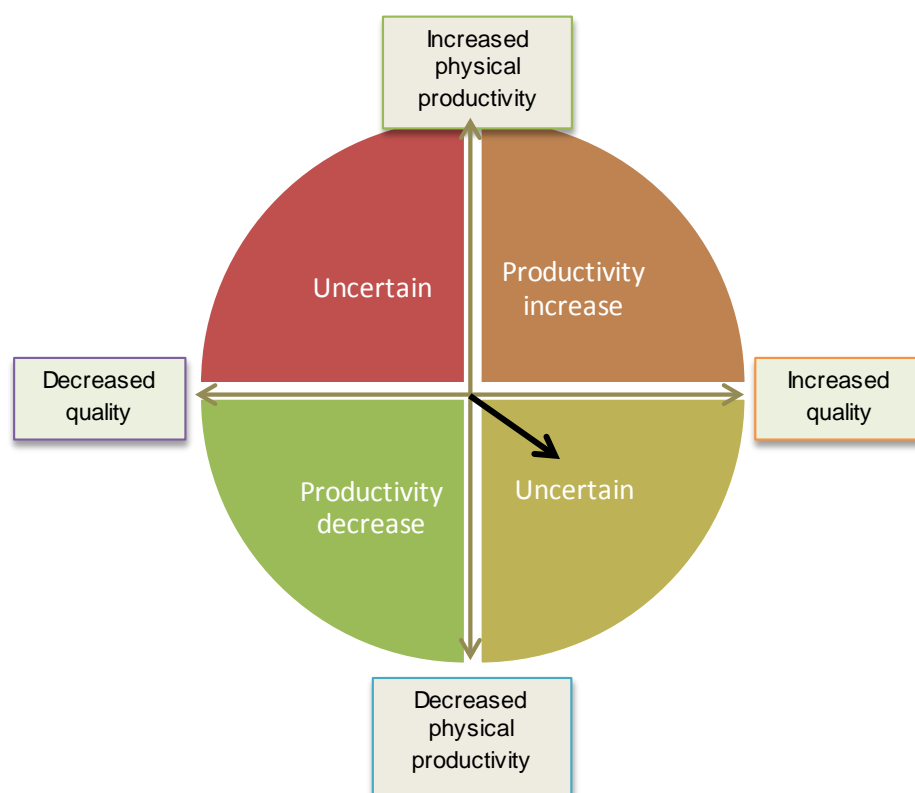 Increased
physical
productivity
Uncertain
Productivity
increase
Decreased
quality
Increased
quality
Productivity
decrease
Uncertain
Decreased
physical
productivity